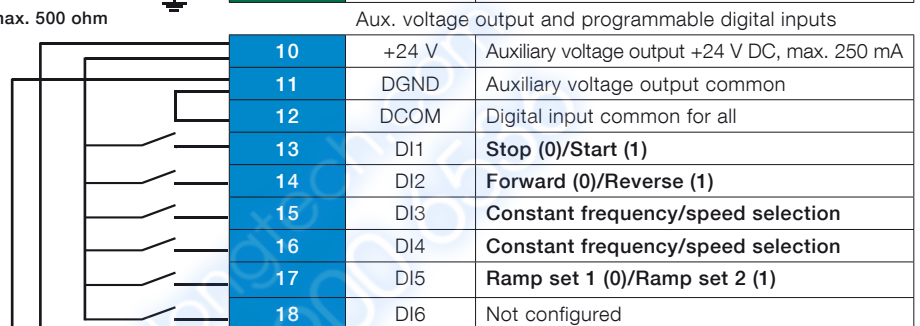 max. 500 ohm
Aux. voltage output and programmable digital inputs
10 +24 V Auxiliary voltage output +24 V DC, max. 250 mA
11 DGND Auxiliary voltage output common
12 DCOM Digital input common for all
13 DI1 Stop (0)/Start (1)
14 DI2 Forward (0)/Reverse (1)
15 DI3 Constant frequency/speed selection
16 DI4 Constant frequency/speed selection
17 DI5 Ramp set 1 (0)/Ramp set 2 (1)
18 DI6 Not configured